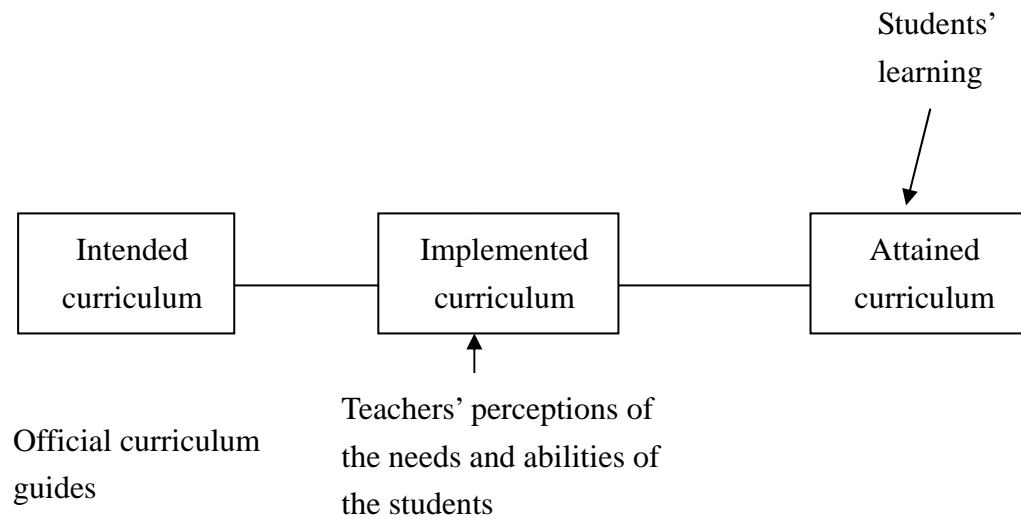 Students’
learning
Intended
curriculum
Implemented
curriculum
Attained
curriculum
Official curriculum
guides
Teachers’ perceptions of
the needs and abilities of
the students